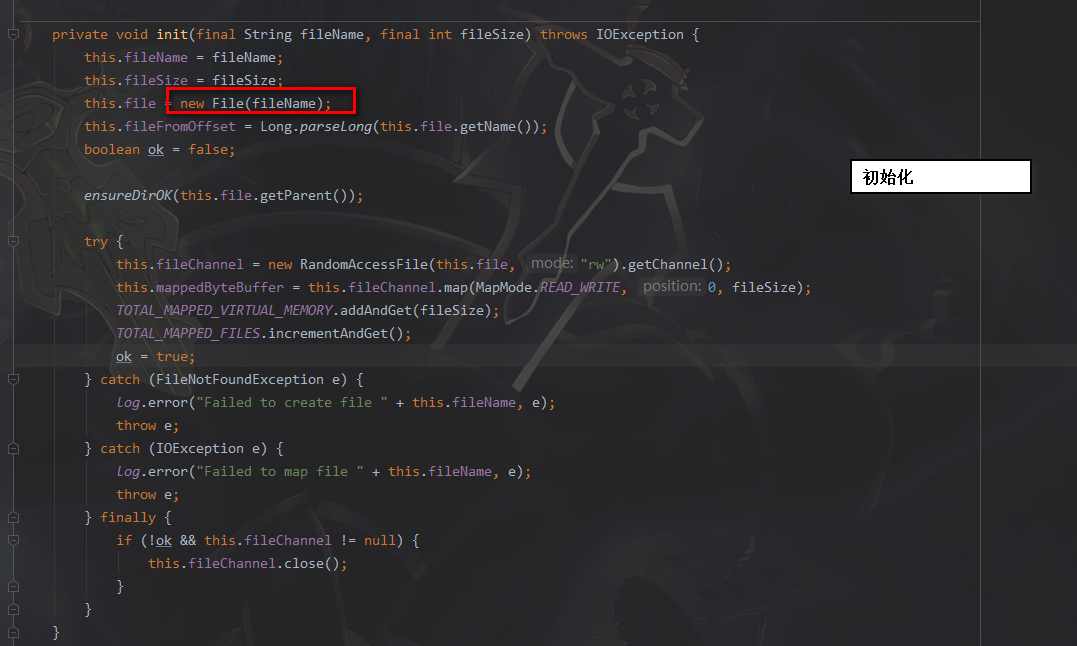 private void init(final String fileName, final int fileSize) throws IOException {
this.fileName = fileName;
this.fileSize = fileSize;
this.file = new File(fileName);
this.fileFromOffset = Long.parseLong(this.file.getName());
boolean ok = false;
初始化
ensureDirOK(this.file.getParent());
try {
this.fileChannel = new RandomAccessFile(this.file, mode: "rw").getChannel();
this.mappedByteBuffer = this.fileChannel.map(MapMode.READ_WRITE, position: 0, fileSize);
TOTAL_MAPPED_VIRTUAL_MEMORY.addAndGet(fileSize);
TOTAL_MAPPED_FILES.incrementAndGet();
ok = true;
} catch (FileNotFoundException e) {
log.error("Failed to create file " + this.fileName, e);
throw e;
} catch (IOException e) {
log.error("Failed to map file " + this.fileName, e);
throw e;
} finally {
if (!ok && this.fileChannel != null) {
this.fileChannel.close();
}
}
}